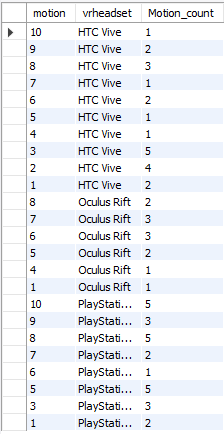 motion vrheadset Motion_count
10 HTC Vive 1
9 HTC Vive 2
8 HTC Vive 3
7 HTC Vive 1
6 HTC Vive 2
5 HTC Vive 1
4 HTC Vive 1
3 HTC Vive 5
2 HTC Vive 4
1 HTC Vive 2
8 Oculus Rift 2
7 Oculus Rift 3
6 Oculus Rift 3
5 Oculus Rift 2
4 Oculus Rift 1
1 Oculus Rift 1
10 PlayStati... 5
9 PlayStati... 3
8 PlayStati... 5
7 PlayStati... 2
6 PlayStati... 1
5 PlayStati... 5
3 PlayStati... 3
1 PlayStati... 2